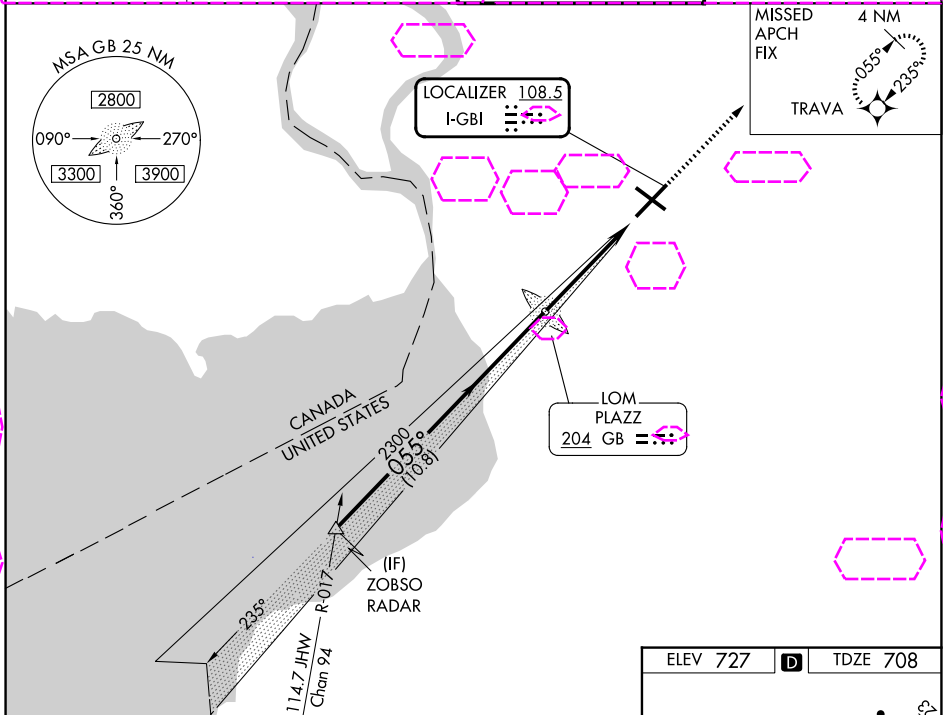 MSA GB 25 NM
2800
090°
270°
3300
3900
360°
LOCALIZER 108.5
I-GBI
MISSED
APCH
FIX
4 NM
055°
235°
TRAVA
CANADA
UNITED STATES
2300
055°
(10.8)
LOM
PLAZZ
204 GB
(IF)
ZOBSO
RADAR
235°
R-017
114.7 JHW
Chan 94
ELEV 727 D TDZE 708